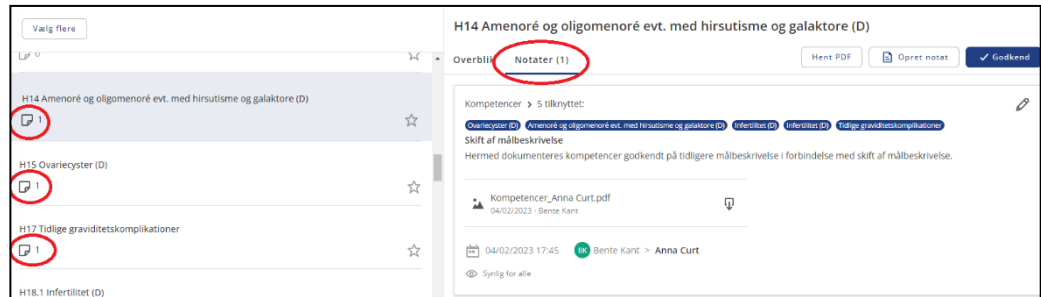 Vælg flere
0
H14 Amenoré og oligomenoré evt. med hirsutisme og galaktore (D)
1
H15 Ovariecyster (D)
1
H17 Tidlige graviditetskomplikationer
1
H18.1 Infertilitet (D)
H14 Amenoré og oligomenoré evt. med hirsutisme og galaktore (D)
Overblik Notater (1) Hent PDF Opret notat Godkend
Kompetencer > 5 tilknyttet:
Ovariecyster (D) Amenoré og oligomenoré evt. med hirsutisme og galaktore (D) Infertilitet (D) Infertilitet (D) Tidlige graviditetskomplikationer
Skift af målbeskrivelse
Hermed dokumenteres kompetencer godkendt på tidligere målbeskrivelse i forbindelse med skift af målbeskrivelse.
Kompetencer_Anna Curt.pdf
04/02/2023 - Bente Kant
04/02/2023 17:45 BK Bente Kant > Anna Curt
Synlig for alle